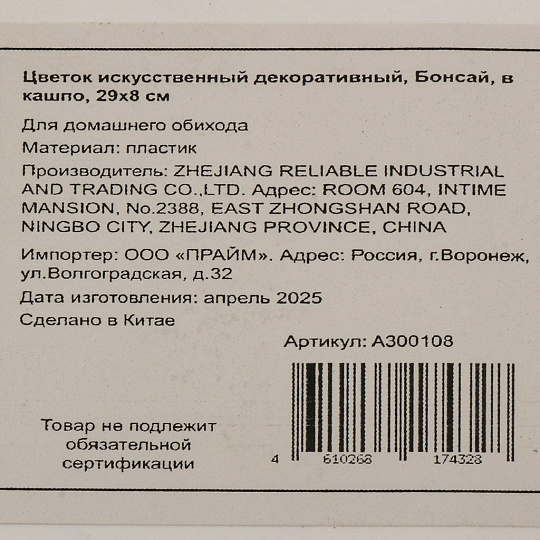 Цветок искусственный декоративный, Бонсай, в
кашпо, 29х8 см
Для домашнего обихода
Материал: пластик
Производитель: ZHEJIANG RELIABLE INDUSTRIAL
AND TRADING CO.,LTD. Адрес: ROOM 604, INTIME
MANSION, No.2388, EAST ZHONGSHAN ROAD,
NINGBO CITY, ZHEJIANG PROVINCE, CHINA
Импортер: ООО «ПРАЙМ». Адрес: Россия, г.Воронеж,
ул.Волгоградская, д.32
Дата изготовления: апрель 2025
Сделано в Китае
Артикул: А300108
Товар не подлежит
обязательной
сертификации
4 610268 174328